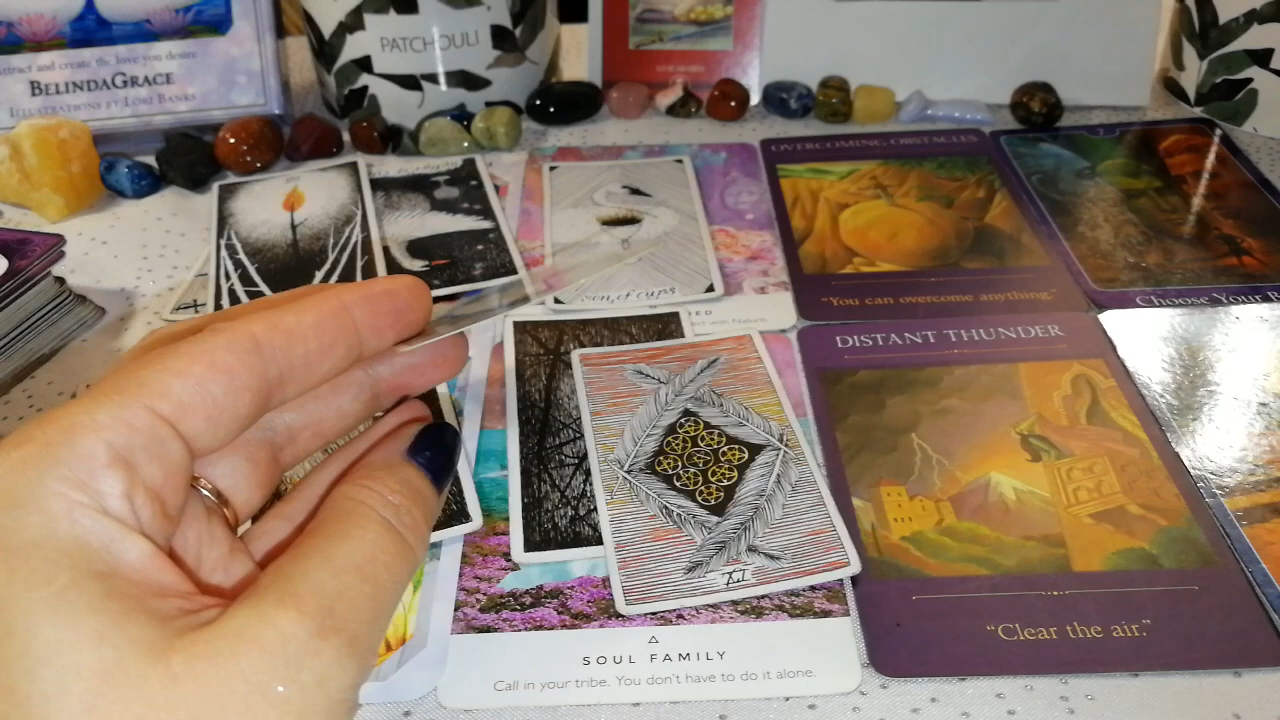 attract and create the love you desire
BELINDAGRACE
ILLUSTRATIONS BY LORI BANKS
PATCHOULI
OVERCOMING OBSTACLES
"You can overcome anything."
Choose Your
son of cups
with Nature.
DISTANT THUNDER
"Clear the air."
SOUL FAMILY
Call in your tribe. You don't have to do it alone.